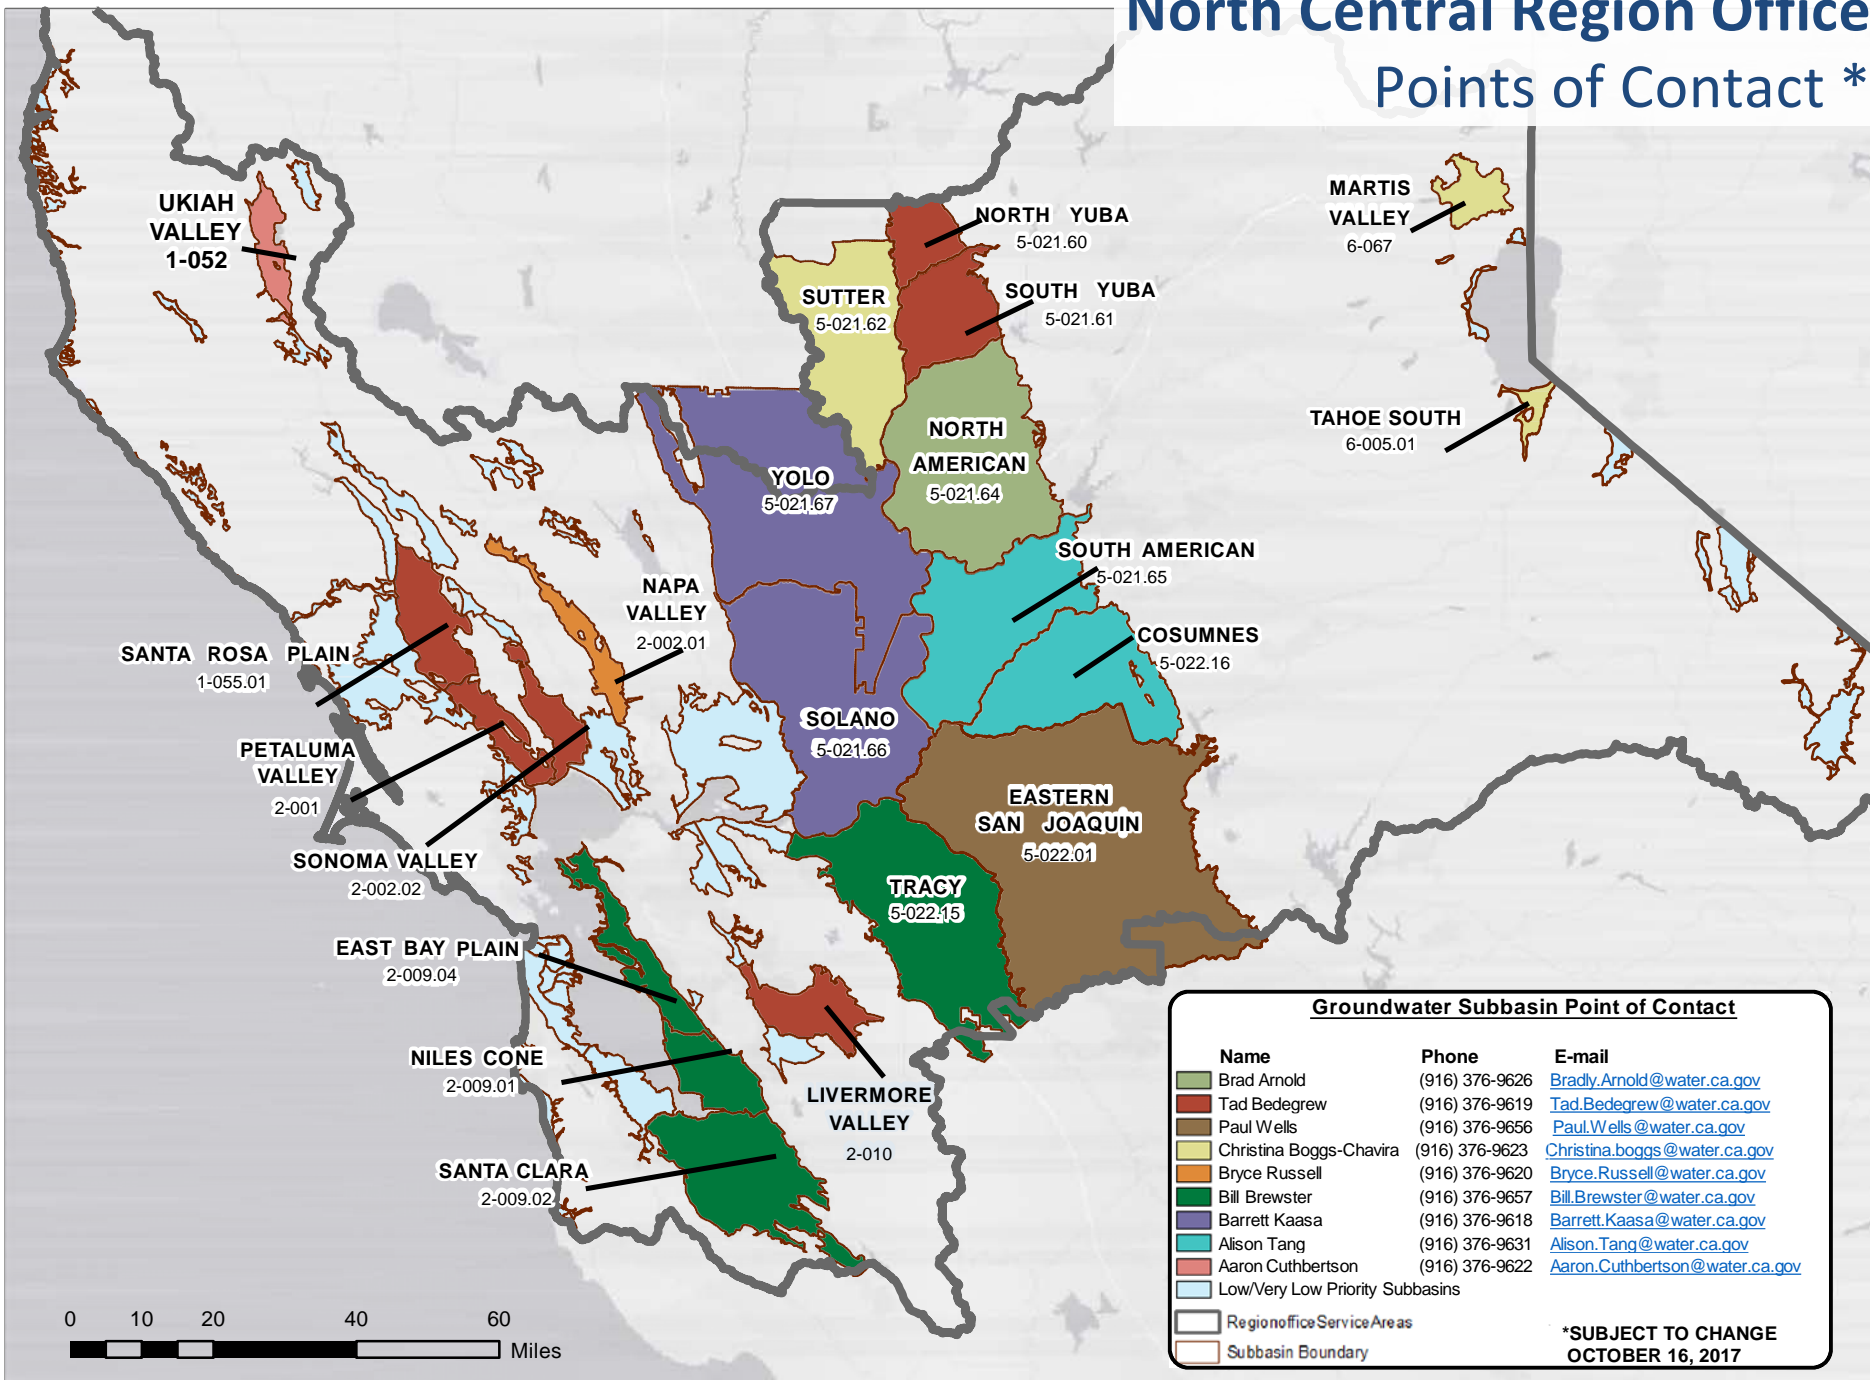 North Central Region Office
Points of Contact *
UKIAH
VALLEY
1-052
NORTH YUBA
5-021.60
MARTIS
VALLEY
6-067
SUTTER
5-021.62
SOUTH YUBA
5-021.61
NORTH
AMERICAN
5-021.64
TAHOE SOUTH
6-005.01
YOLO
5-021.67
SOUTH AMERICAN
5-021.65
NAPA
VALLEY
2-002.01
COSUMNES
5-022.16
SANTA ROSA PLAIN
1-055.01
SOLANO
5-021.66
PETALUMA
VALLEY
2-001
EASTERN
SAN JOAQUIN
5-022.01
SONOMA VALLEY
2-002.02
TRACY
5-022.15
EAST BAY PLAIN
2-009.04
NILES CONE
2-009.01
LIVERMORE
VALLEY
2-010
SANTA CLARA
2-009.02
Groundwater Subbasin Point of Contact
Name Phone E-mail
Brad Arnold (916) 376-9626 Bradly.Arnold@water.ca.gov
Tad Bedegrew (916) 376-9619 Tad.Bedegrew@water.ca.gov
Paul Wells (916) 376-9656 Paul.Wells@water.ca.gov
Christina Boggs-Chavira (916) 376-9623 Christina.boggs@water.ca.gov
Bryce Russell (916) 376-9620 Bryce.Russell@water.ca.gov
Bill Brewster (916) 376-9657 Bill.Brewster@water.ca.gov
Barrett Kaasa (916) 376-9618 Barrett.Kaasa@water.ca.gov
Alison Tang (916) 376-9631 Alison.Tang@water.ca.gov
Aaron Cuthbertson (916) 376-9622 Aaron.Cuthbertson@water.ca.gov
Low/Very Low Priority Subbasins
RegionofficeServiceAreas
Subbasin Boundary
*SUBJECT TO CHANGE
OCTOBER 16, 2017
0 10 20 40 60
Miles